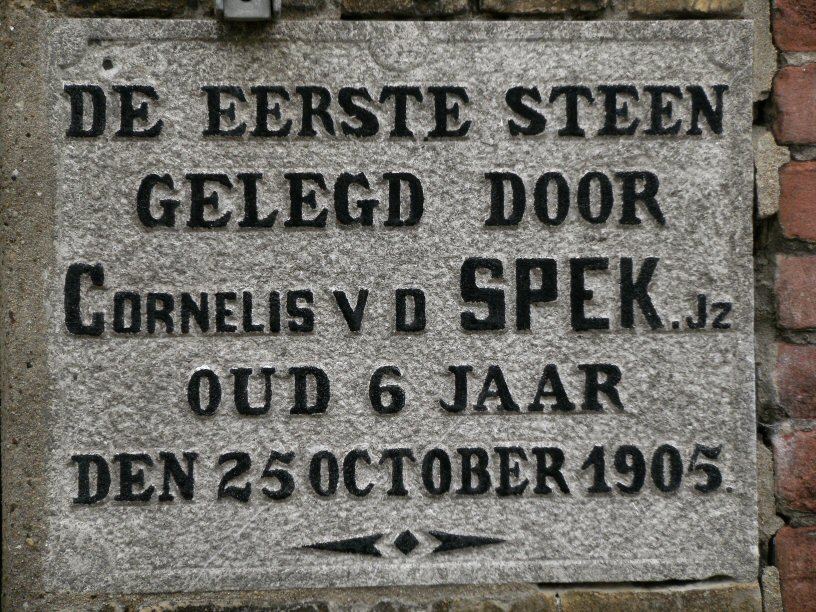 DE EERSTE STEEN
GELEGD DOOR
CORNELIS V D SPEK.JZ
OUD 6 JAAR
DEN 25 OCTOBER 1905.